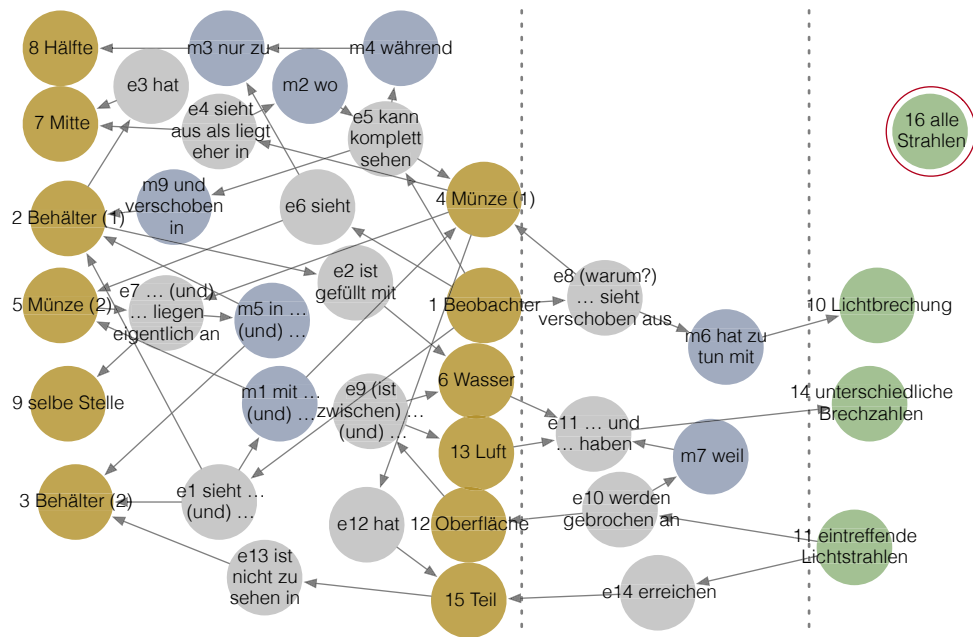 8 Hälfte
m3 nur zu
m4 während
e3 hat
m2 wo
7 Mitte
e4 sieht
aus als liegt
eher in
e5 kann
komplett
sehen
16 alle
Strahlen
m9 und
verschoben
in
2 Behälter (1)
e6 sieht
4 Münze (1)
e2 ist
gefüllt mit
5 Münze (2)
e7 … (und)
… liegen
eigentlich an
m5 in …
(und) …
1 Beobachter
e8 (warum?)
… sieht
verschoben aus
10 Lichtbrechung
m6 hat zu
tun mit
9 selbe Stelle
m1 mit …
(und) …
e9 (ist
zwischen) …
(und) …
6 Wasser
14 unterschiedliche
Brechzahlen
e11 … und
… haben
13 Luft
m7 weil
3 Behälter (2)
e1 sieht …
(und) …
e12 hat
12 Oberfläche
e10 werden
gebrochen an
11 eintreffende
Lichtstrahlen
e13 ist
nicht zu
sehen in
15 Teil
e14 erreichen